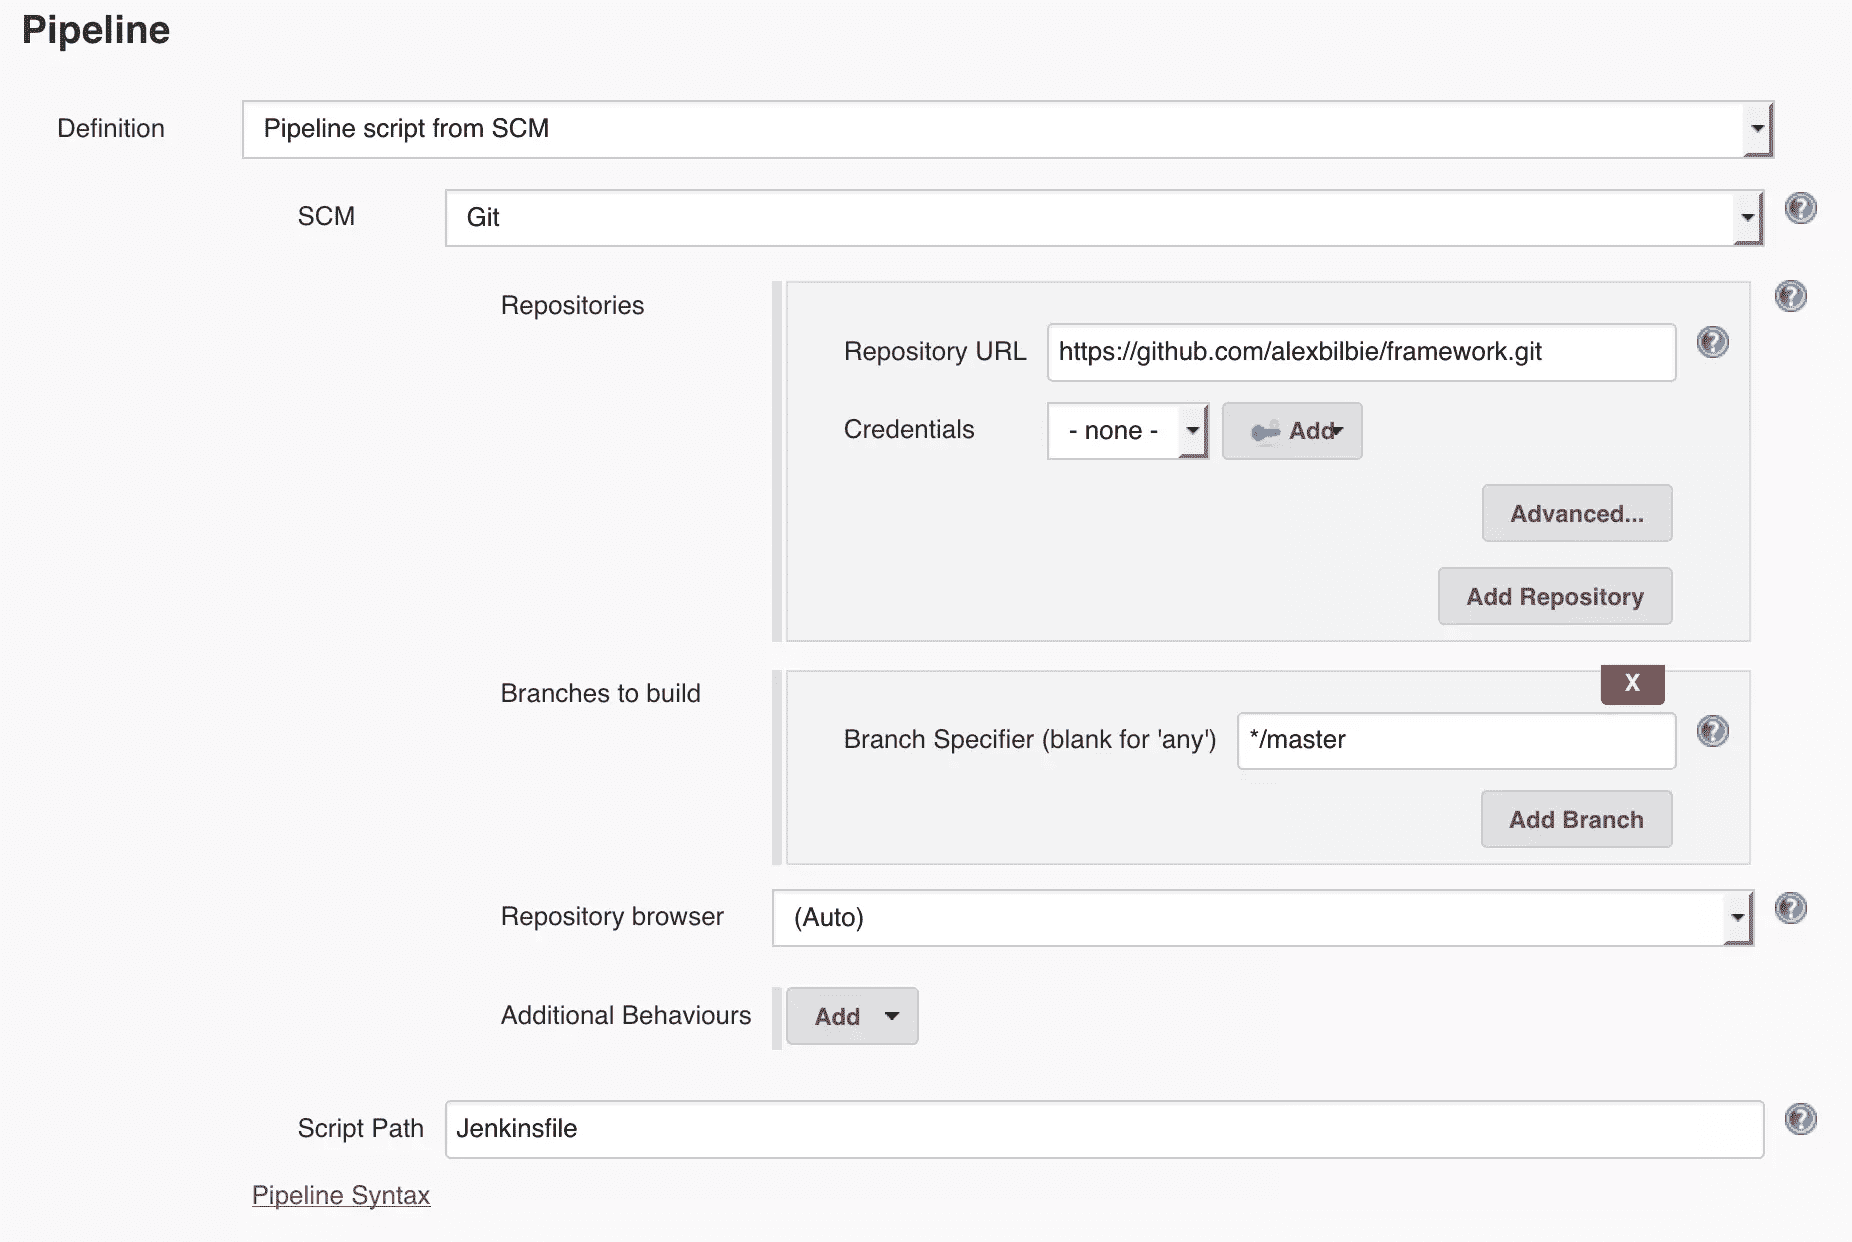 Pipeline
Definition
Pipeline script from SCM
SCM
Git
Repositories
Repository URL
https://github.com/alexbilbie/framework.git
Credentials
- none -
Add
Advanced...
Add Repository
Branches to build
X
Branch Specifier (blank for 'any')
*/master
Add Branch
Repository browser
(Auto)
Additional Behaviours
Add
Script Path
Jenkinsfile
Pipeline Syntax